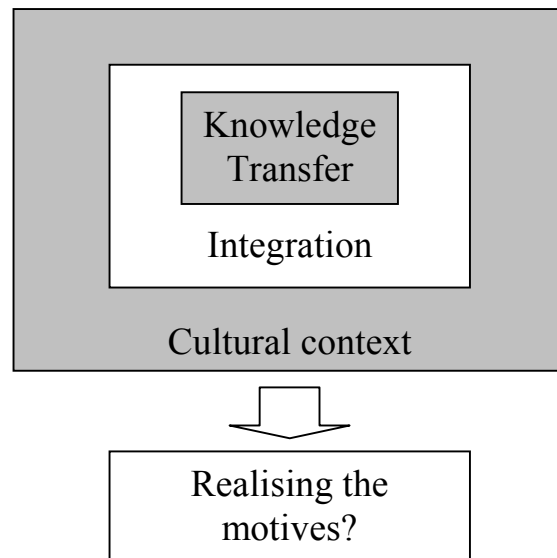 Knowledge
Transfer
Integration
Cultural context
Realising the
motives?